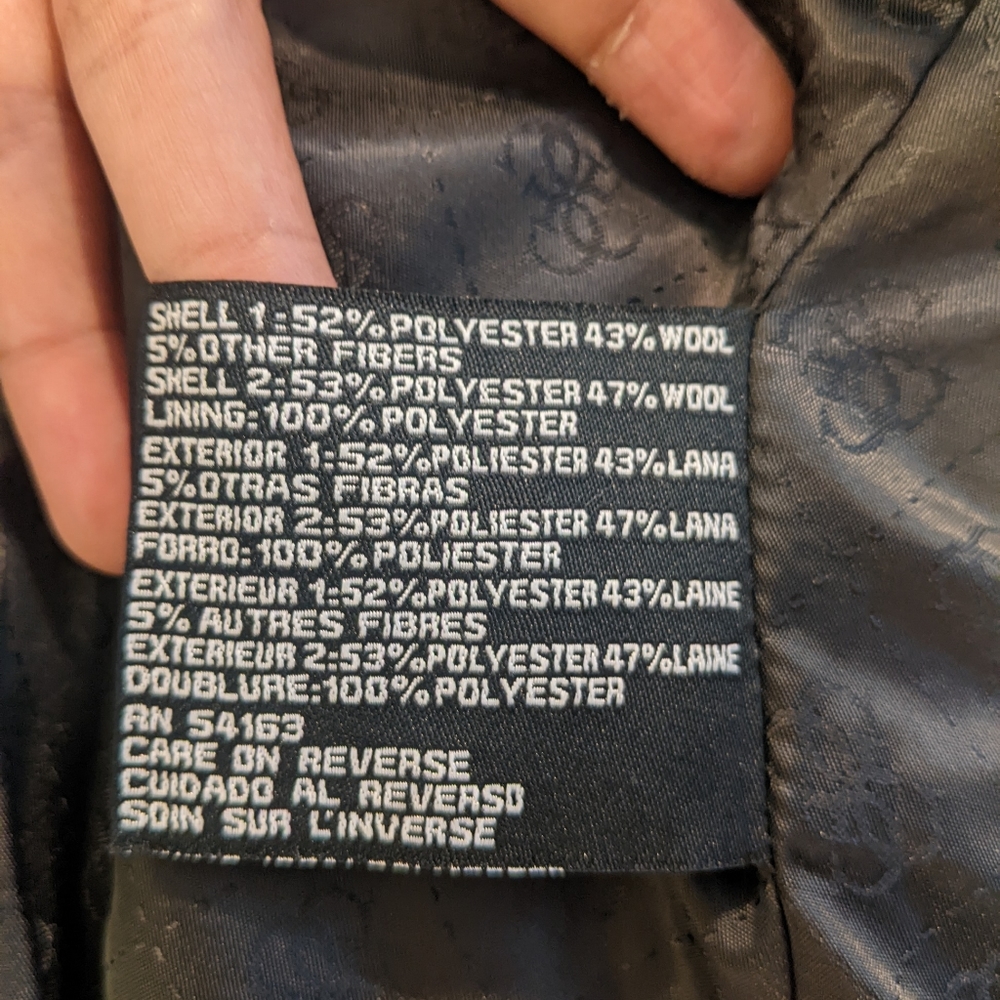 SHELL 1:52%POLYESTER 43%WOOL
5%OTHER FIBERS
SHELL 2:53%POLYESTER 47%WOOL
LINING:100%POLYESTER
EXTERIOR 1:52%POLIESTER 43%LANA
5%OTRAS FIBRAS
EXTERIOR 2:53%POLIESTER 47%LANA
FORRO:100%POLIESTER
EXTERIEUR 1:52%POLYESTER 43%LAINE
5% AUTRES FIBRES
EXTERIEUR 2:53%POLYESTER 47%LAINE
DOUBLURE:100%POLYESTER
RN 54163
CARE ON REVERSE
CUIDADO AL REVERSO
SOIN SUR L'INVERSE